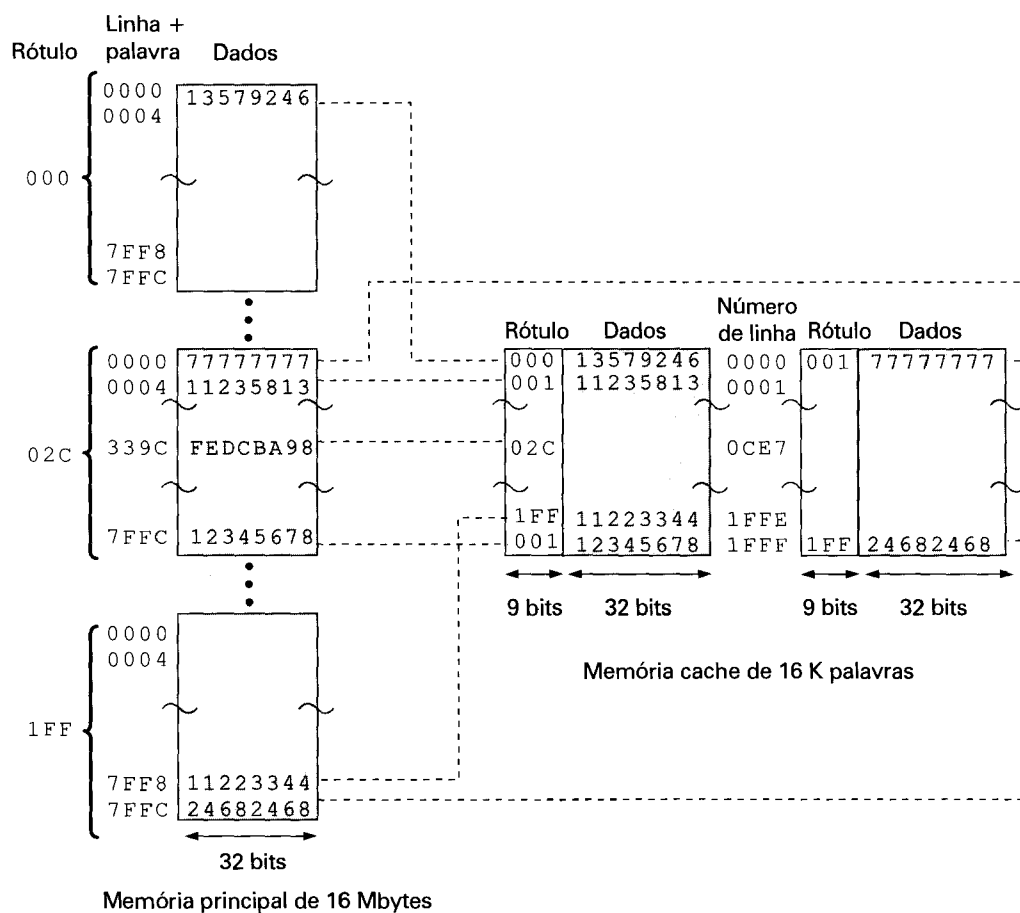 Linha +
Rótulo palavra Dados
0000 13579246
0004
000
7FF8
7FFC
0000 77777777
0004 11235813
02C 339C FEDCBA98
7FFC 12345678
0000
0004
1FF
7FF8 11223344
7FFC 24682468
32 bits
Memória principal de 16 Mbytes
Número
Rótulo Dados de linha Rótulo Dados
000 13579246 0000 001 77777777
001 11235813 0001
02C 0CE7
1FF 11223344 1FFE
001 12345678 1FFF 1FF 24682468
9 bits 32 bits 9 bits 32 bits
Memória cache de 16 K palavras